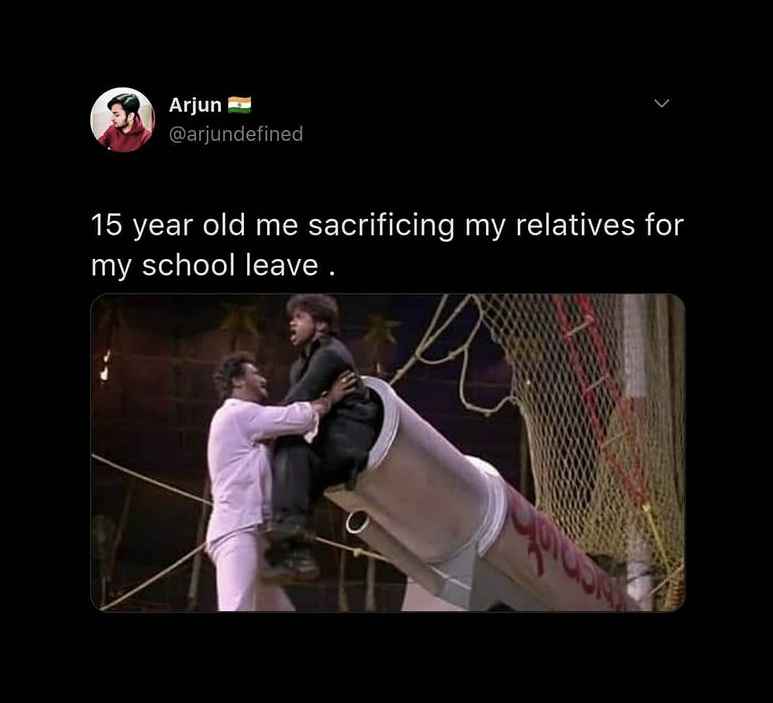 Arjun 🇮🇳
@arjundefined
15 year old me sacrificing my relatives for
my school leave .